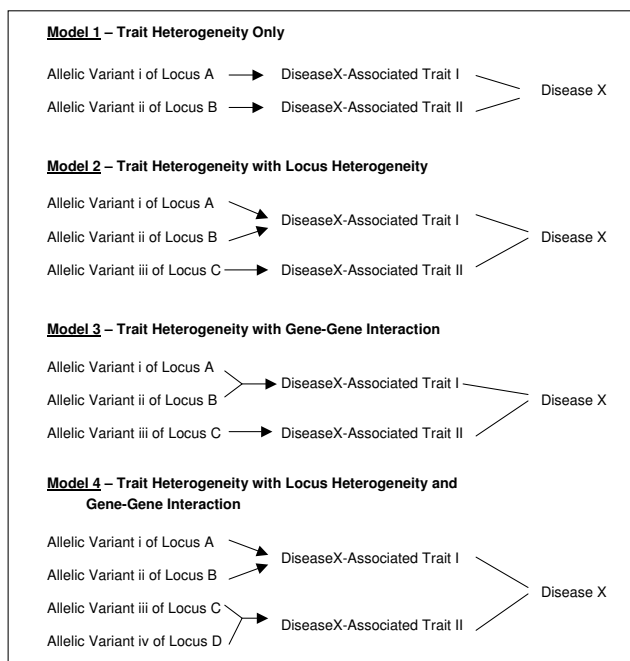 Model 1 – Trait Heterogeneity Only
Allelic Variant i of Locus A
DiseaseX-Associated Trait I
Allelic Variant ii of Locus B
DiseaseX-Associated Trait II
Disease X
Model 2 – Trait Heterogeneity with Locus Heterogeneity
Allelic Variant i of Locus A
Allelic Variant ii of Locus B
DiseaseX-Associated Trait I
Allelic Variant iii of Locus C
DiseaseX-Associated Trait II
Disease X
Model 3 – Trait Heterogeneity with Gene-Gene Interaction
Allelic Variant i of Locus A
Allelic Variant ii of Locus B
DiseaseX-Associated Trait I
Allelic Variant iii of Locus C
DiseaseX-Associated Trait II
Disease X
Model 4 – Trait Heterogeneity with Locus Heterogeneity and
Gene-Gene Interaction
Allelic Variant i of Locus A
Allelic Variant ii of Locus B
DiseaseX-Associated Trait I
Allelic Variant iii of Locus C
Allelic Variant iv of Locus D
DiseaseX-Associated Trait II
Disease X